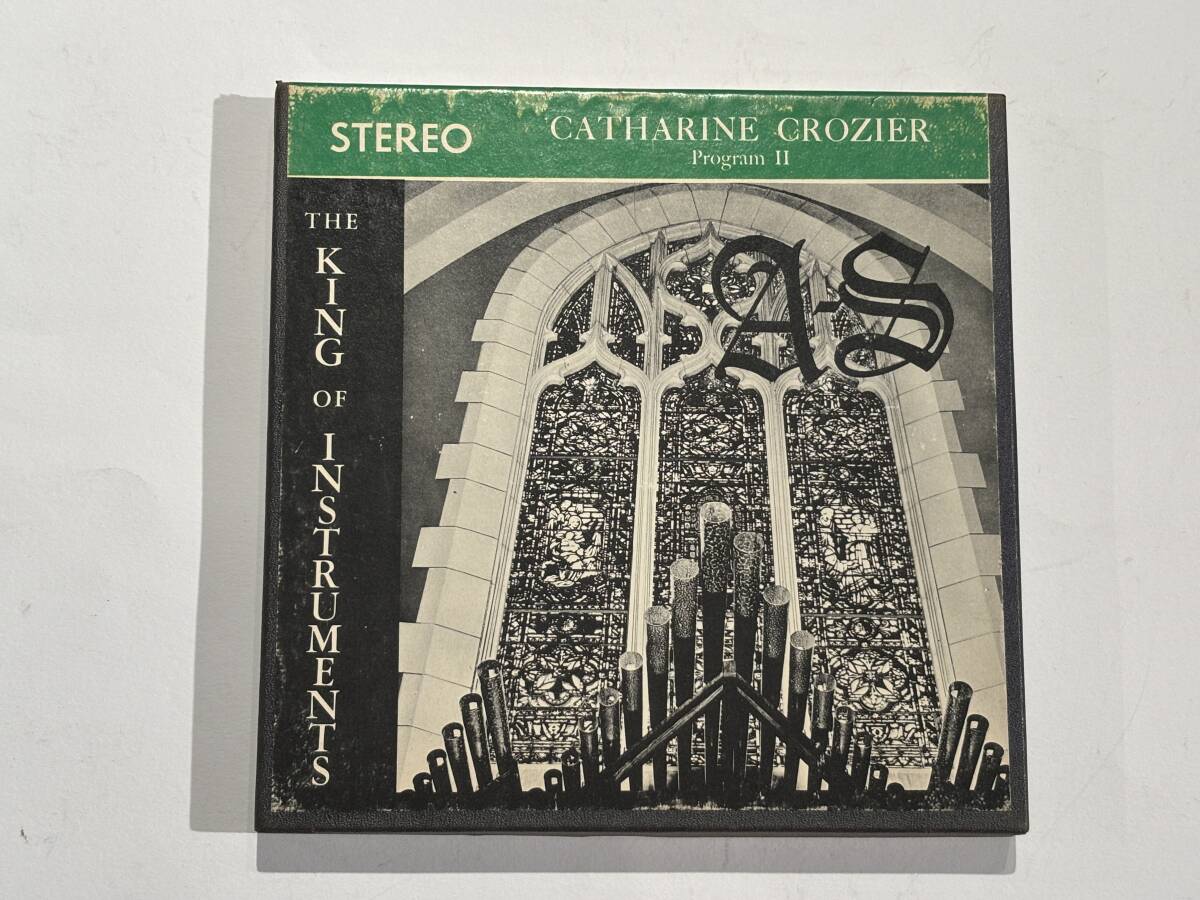 STEREO
CATHARINE CROZIER
Program II
THE
KING
OF
INSTRUMENTS
A-S